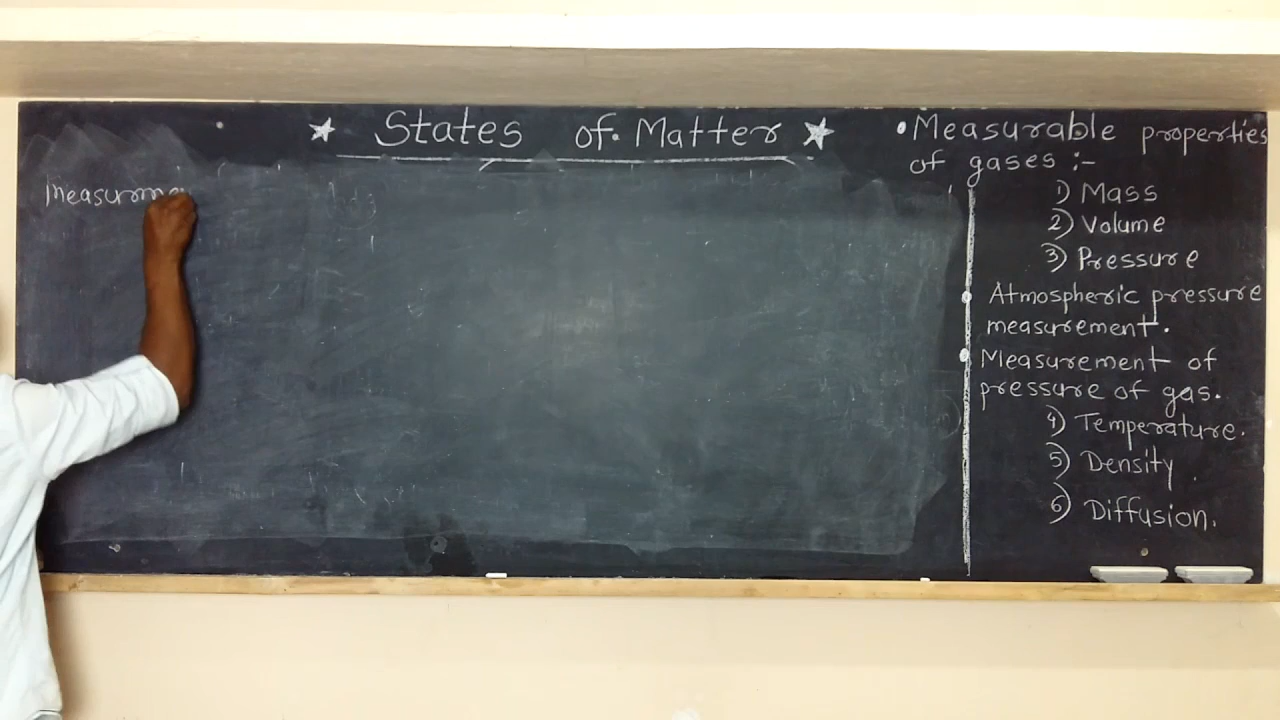 ★ States of Matter ★
measurme
• Measurable properties
of gases :-
1) Mass
2) Volume
3) Pressure
• Atmospheric pressure
measurement.
• Measurement of
pressure of gas.
4) Temperature.
5) Density
6) Diffusion.